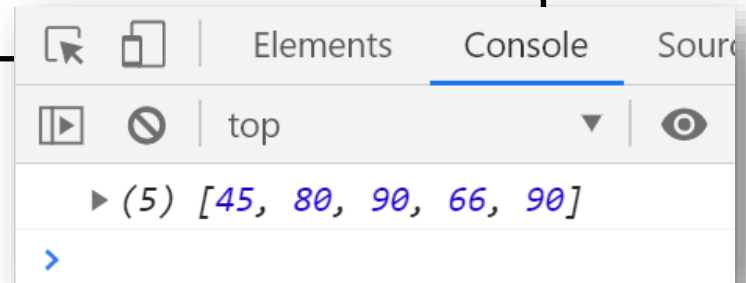 Elements Console Sour
top
(5) [45, 80, 90, 66, 90]